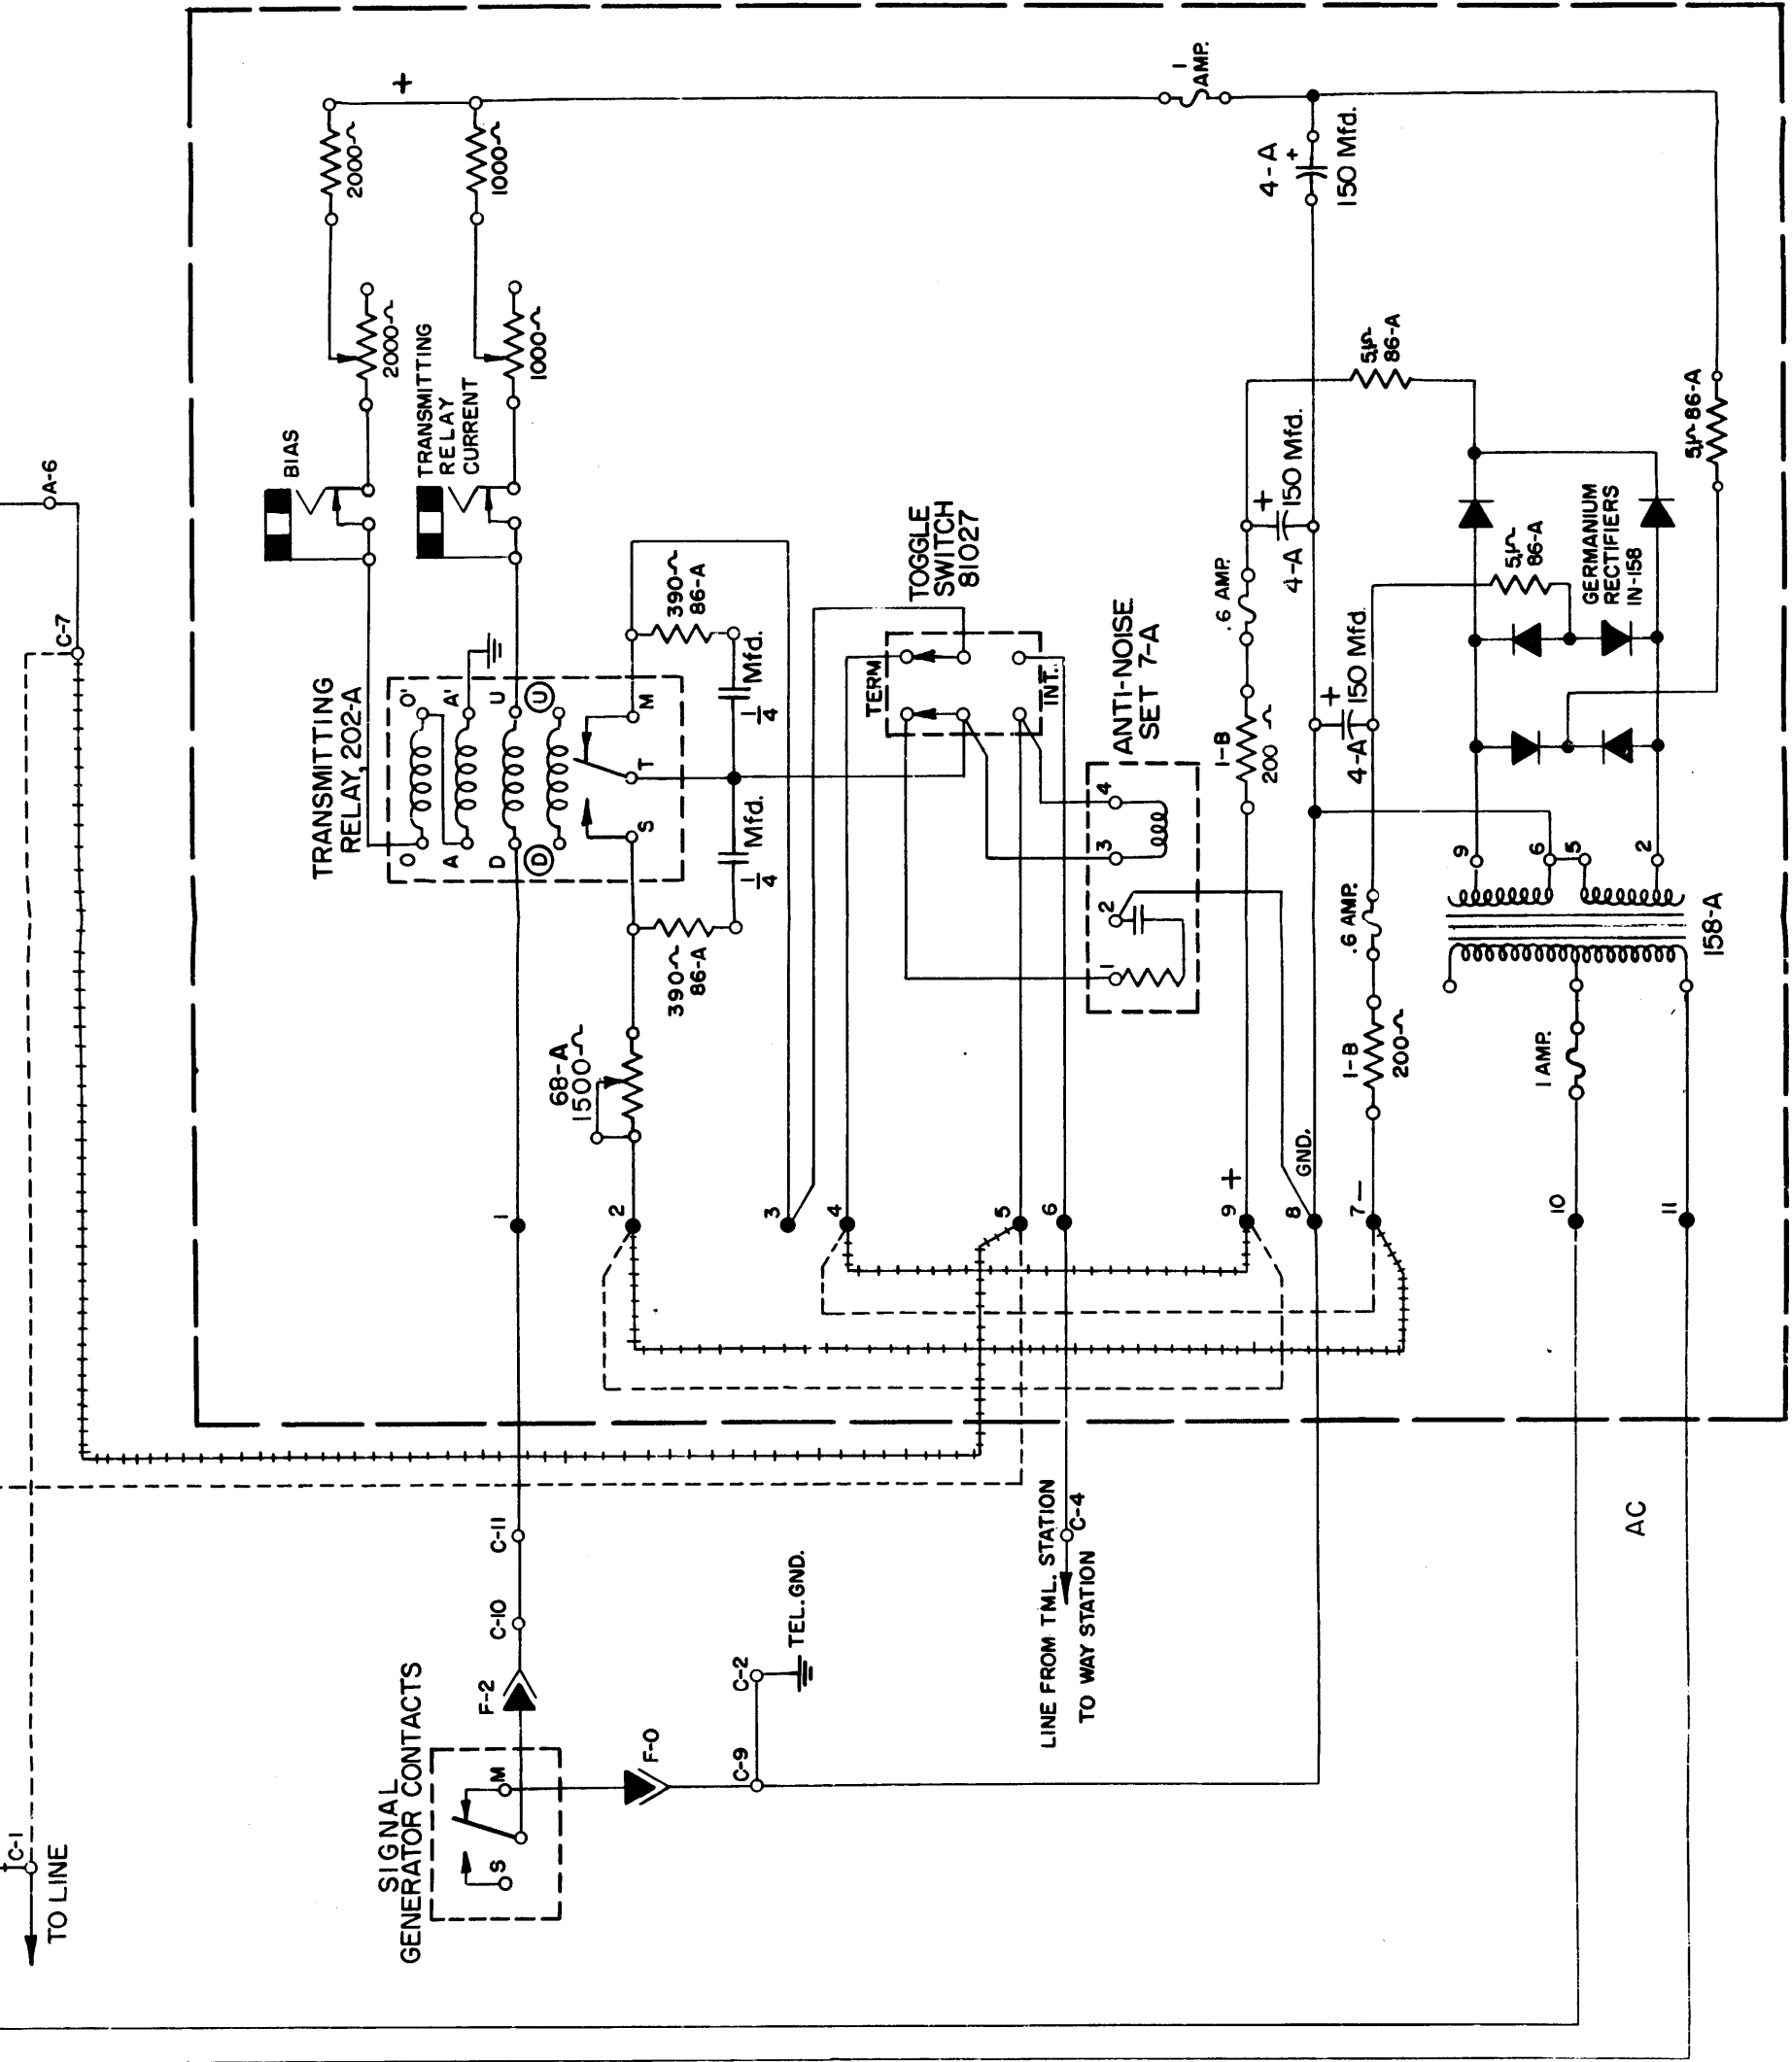 A-6
C-7
C-1
TO LINE
+
1
AMP.
2000~
1000~
2000~
1000~
BIAS
TRANSMITTING
RELAY
CURRENT
TRANSMITTING
RELAY, 202-A
O
O'
A
A'
D
U
D
U
S
T
M
390~
86-A
1/4 Mfd.
390~
86-A
1/4 Mfd.
68-A
1500~
TOGGLE
SWITCH
81027
TERM
INT.
ANTI-NOISE
SET 7-A
1
2
3
4
4-A
+
150 Mfd.
.6 AMP.
1-B
200~
4-A
+
150 Mfd.
4-A
+
150 Mfd.
.6 AMP.
1-B
200~
86-A
86-A
86-A
GERMANIUM
RECTIFIERS
IN-158
9
6
5
2
158-A
1 AMP.
1
2
3
4
5
6
9 +
8
GND.
7 -
10
11
AC
SIGNAL
GENERATOR CONTACTS
S
M
F-2
C-10
C-11
F-0
C-9
C-2
TEL. GND.
LINE FROM TML. STATION
C-4
TO WAY STATION